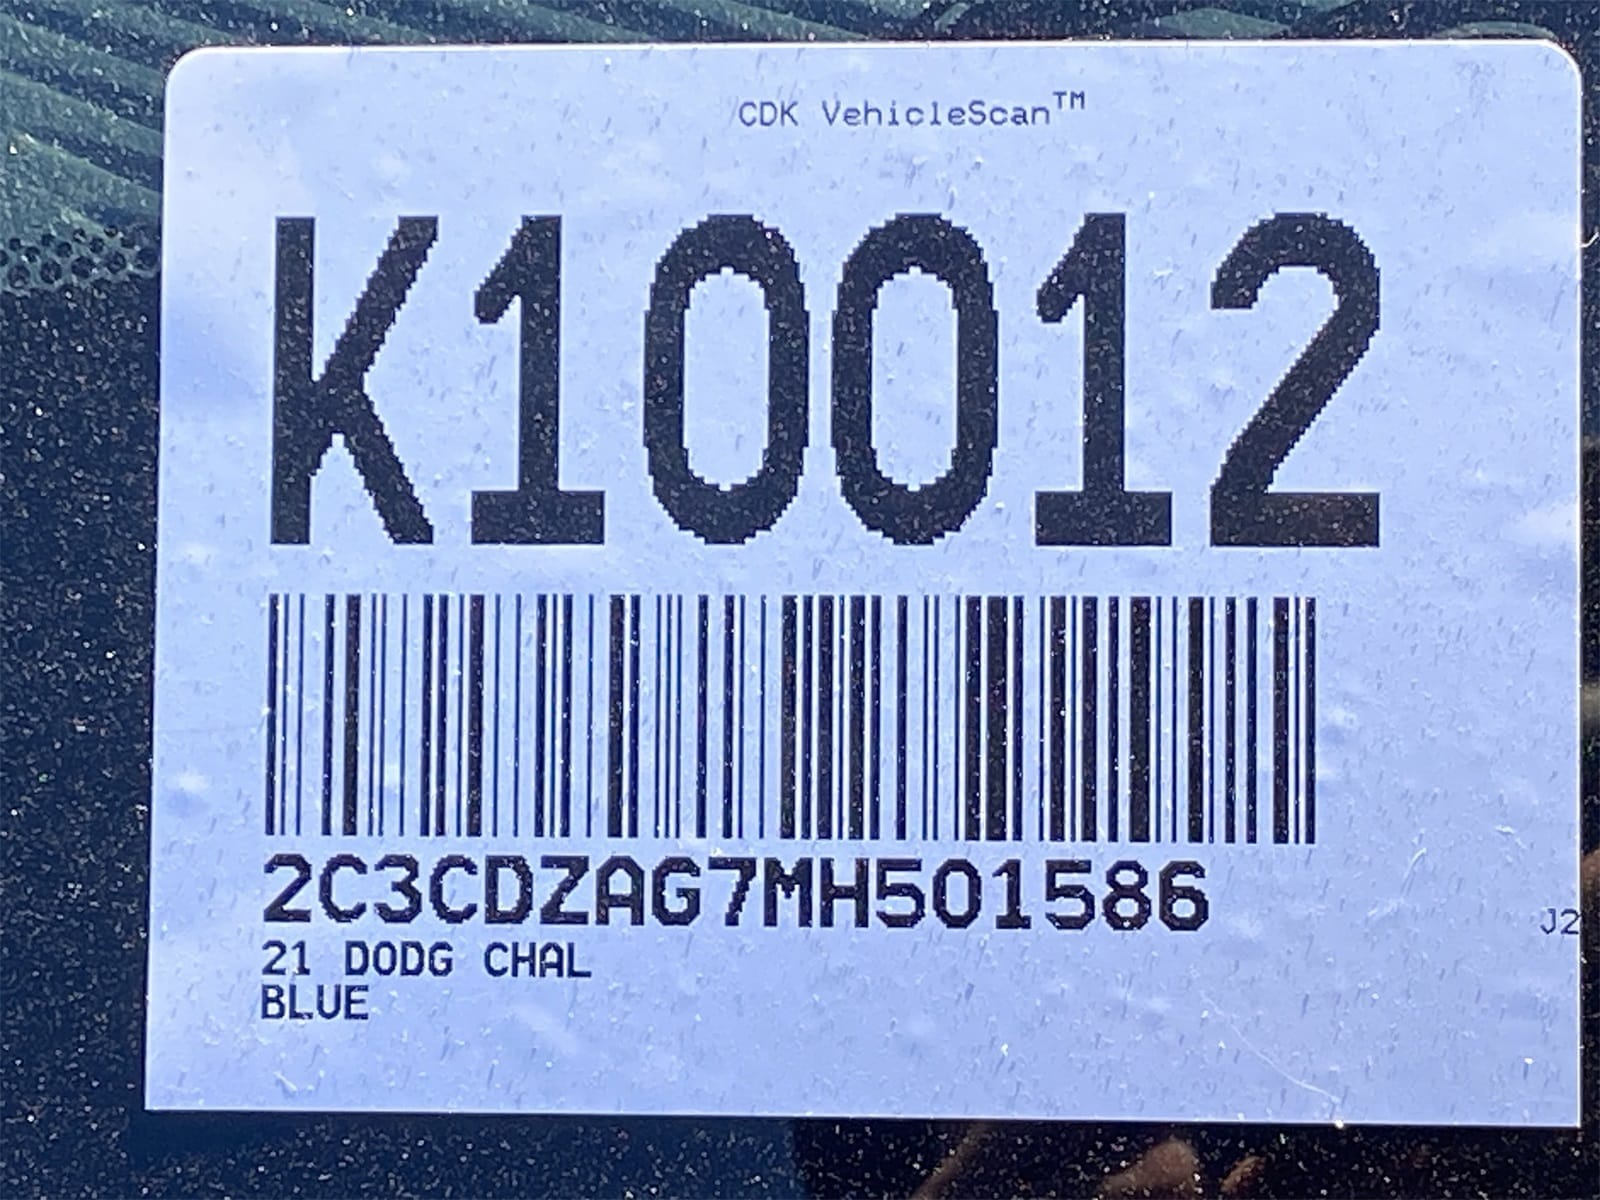 CDK VehicleScan™
K10012
2C3CDZAG7MH501586
J2
21 DODG CHAL
BLUE